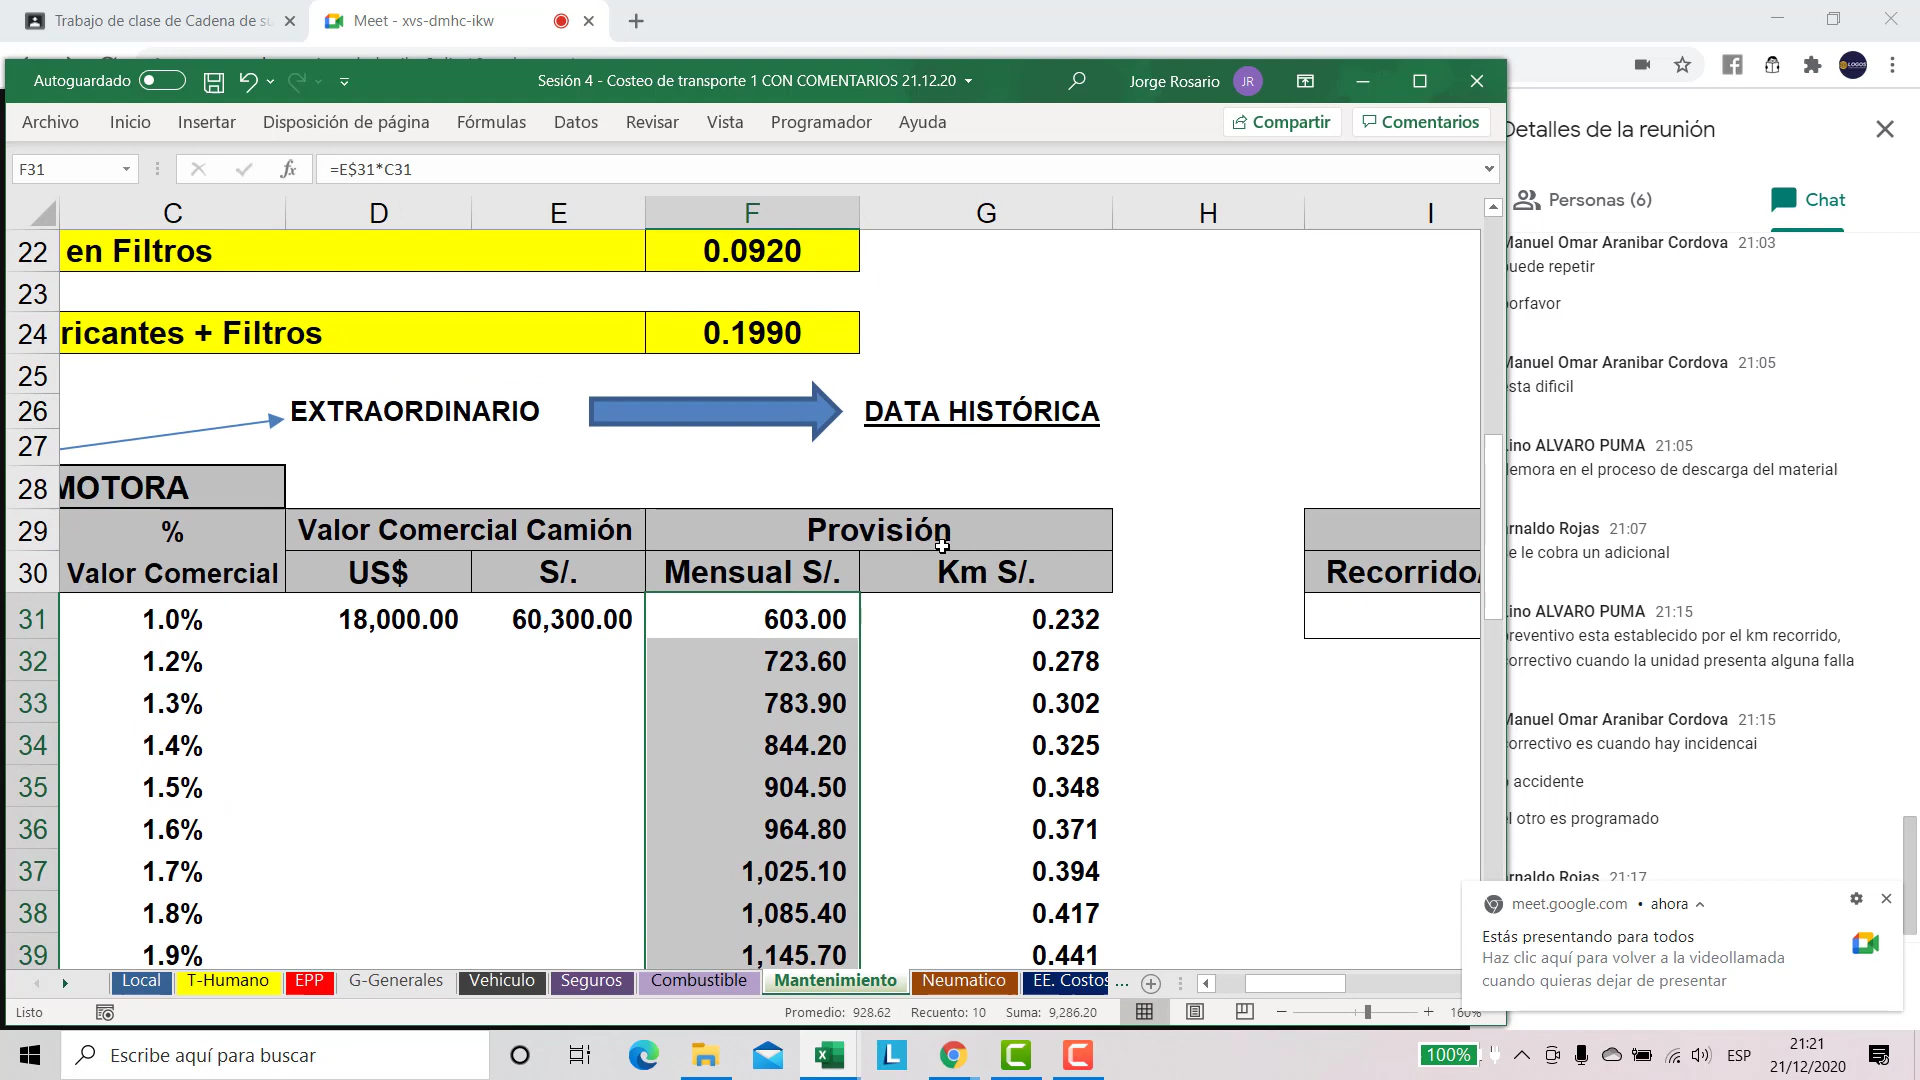 Trabajo de clase de Cadena de su
Meet - xvs-dmhc-ikw
Autoguardado
Sesión 4 - Costeo de transporte 1 CON COMENTARIOS 21.12.20
Jorge Rosario
JR
Archivo Inicio Insertar Disposición de página Fórmulas Datos Revisar Vista Programador Ayuda
Compartir
Comentarios
F31
fx
=E$31*C31
C D E F G H I
22 en Filtros 0.0920
23
24 ricantes + Filtros 0.1990
25
26 EXTRAORDINARIO DATA HISTÓRICA
27
28 MOTORA
29 % Valor Comercial Camión Provisión
30 Valor Comercial US$ S/. Mensual S/. Km S/. Recorrido/
31 1.0% 18,000.00 60,300.00 603.00 0.232
32 1.2% 723.60 0.278
33 1.3% 783.90 0.302
34 1.4% 844.20 0.325
35 1.5% 904.50 0.348
36 1.6% 964.80 0.371
37 1.7% 1,025.10 0.394
38 1.8% 1,085.40 0.417
39 1.9% 1,145.70 0.441
Local T-Humano EPP G-Generales Vehiculo Seguros Combustible Mantenimiento Neumatico EE. Costos ...
Listo
Promedio: 928.62 Recuento: 10 Suma: 9,286.20
160%
Detalles de la reunión
Personas (6)
Chat
Manuel Omar Aranibar Cordova 21:03
puede repetir
porfavor
Manuel Omar Aranibar Cordova 21:05
esta dificil
Lino ALVARO PUMA 21:05
demora en el proceso de descarga del material
arnaldo Rojas 21:07
se le cobra un adicional
Lino ALVARO PUMA 21:15
preventivo esta establecido por el km recorrido,
correctivo cuando la unidad presenta alguna falla
Manuel Omar Aranibar Cordova 21:15
correctivo es cuando hay incidencai
o accidente
el otro es programado
arnaldo Rojas 21:17
meet.google.com • ahora
Estás presentando para todos
Haz clic aquí para volver a la videollamada
cuando quieras dejar de presentar
Escribe aquí para buscar
100%
ESP
21:21
21/12/2020